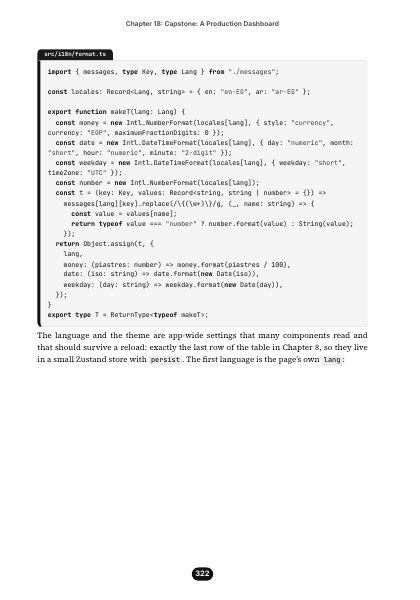 Chapter 18: Capstone: A Production Dashboard
src/i18n/format.ts
import { messages, type Key, type Lang } from "./messages";
const locales: Record<Lang, string> = { en: "en-EG", ar: "ar-EG" };
export function makeT(lang: Lang) {
  const money = new Intl.NumberFormat(locales[lang], { style: "currency",
currency: "EGP", maximumFractionDigits: 0 });
  const date = new Intl.DateTimeFormat(locales[lang], { day: "numeric", month:
"short", hour: "numeric", minute: "2-digit" });
  const weekday = new Intl.DateTimeFormat(locales[lang], { weekday: "short",
timeZone: "UTC" });
  const number = new Intl.NumberFormat(locales[lang]);
  const t = (key: Key, values: Record<string, string | number> = {}) =>
    messages[lang][key].replace(/\{(\w+)\}/g, (_, name: string) => {
      const value = values[name];
      return typeof value === "number" ? number.format(value) : String(value);
    });
  return Object.assign(t, {
    lang,
    money: (piastres: number) => money.format(piastres / 100),
    date: (iso: string) => date.format(new Date(iso)),
    weekday: (day: string) => weekday.format(new Date(day)),
  });
}
export type T = ReturnType<typeof makeT>;
The language and the theme are app-wide settings that many components read and
that should survive a reload: exactly the last row of the table in Chapter 8, so they live
in a small Zustand store with persist. The first language is the page's own lang:
322